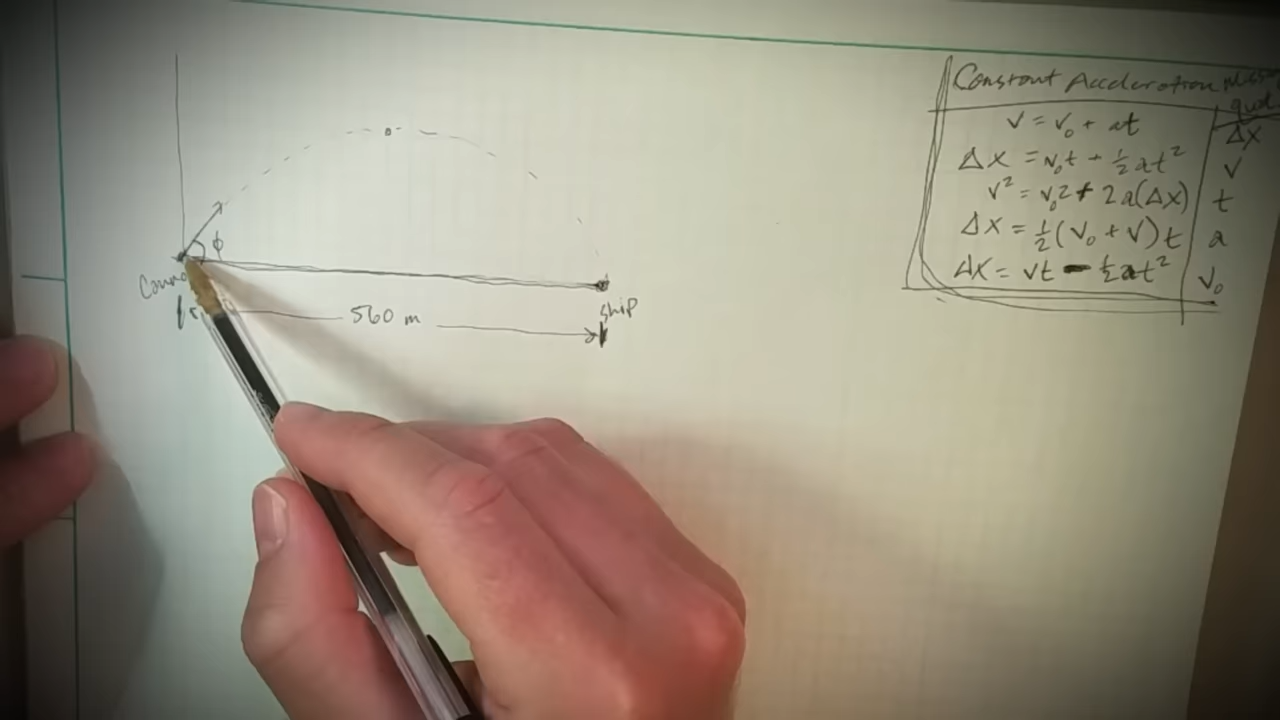 ϕ
560 m
ship
Constant Acceleration
v = v₀ + at
Δx = v₀t + ½at²
v² = v₀² + 2a(Δx)
Δx = ½(v₀ + v)t
Δx = vt - ½at²
Δx
v
t
a
v₀